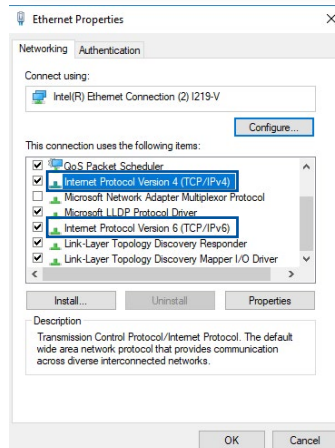 Ethernet Properties
Networking Authentication
Connect using:
Intel(R) Ethernet Connection (2) I219-V
Configure...
This connection uses the following items:
QoS Packet Scheduler
Internet Protocol Version 4 (TCP/IPv4)
Microsoft Network Adapter Multiplexor Protocol
Microsoft LLDP Protocol Driver
Internet Protocol Version 6 (TCP/IPv6)
Link-Layer Topology Discovery Responder
Link-Layer Topology Discovery Mapper I/O Driver
Install... Uninstall Properties
Description
Transmission Control Protocol/Internet Protocol. The default
wide area network protocol that provides communication
across diverse interconnected networks.
OK Cancel